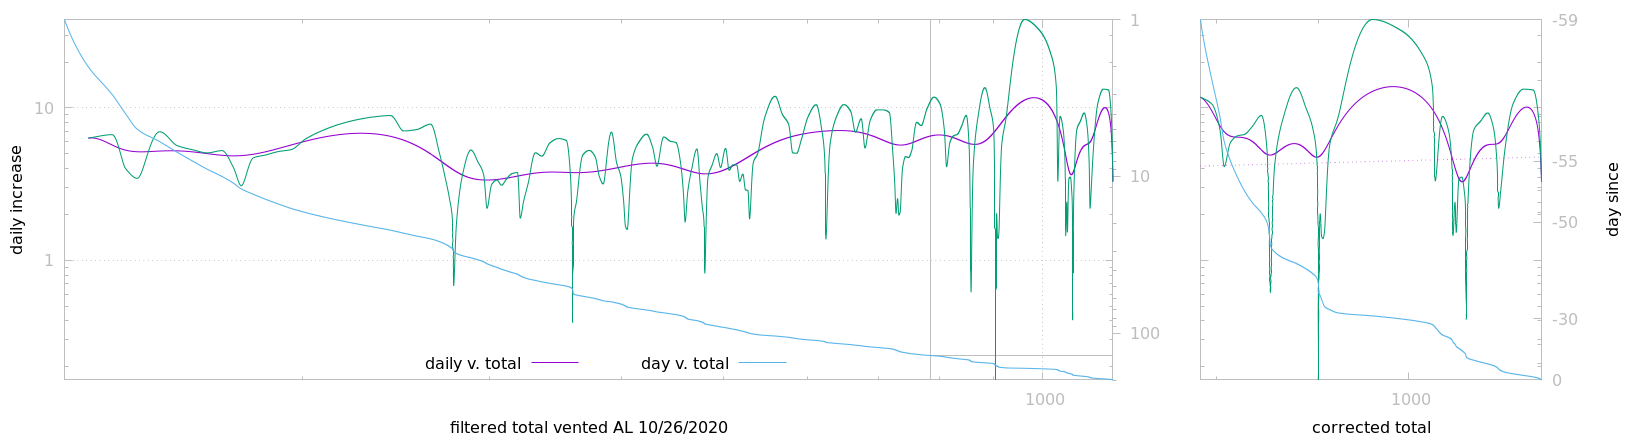 daily increase
10
1
daily v. total
day v. total
1
10
100
1000
filtered total vented AL 10/26/2020
-59
-55
-50
-30
0
day since
1000
corrected total